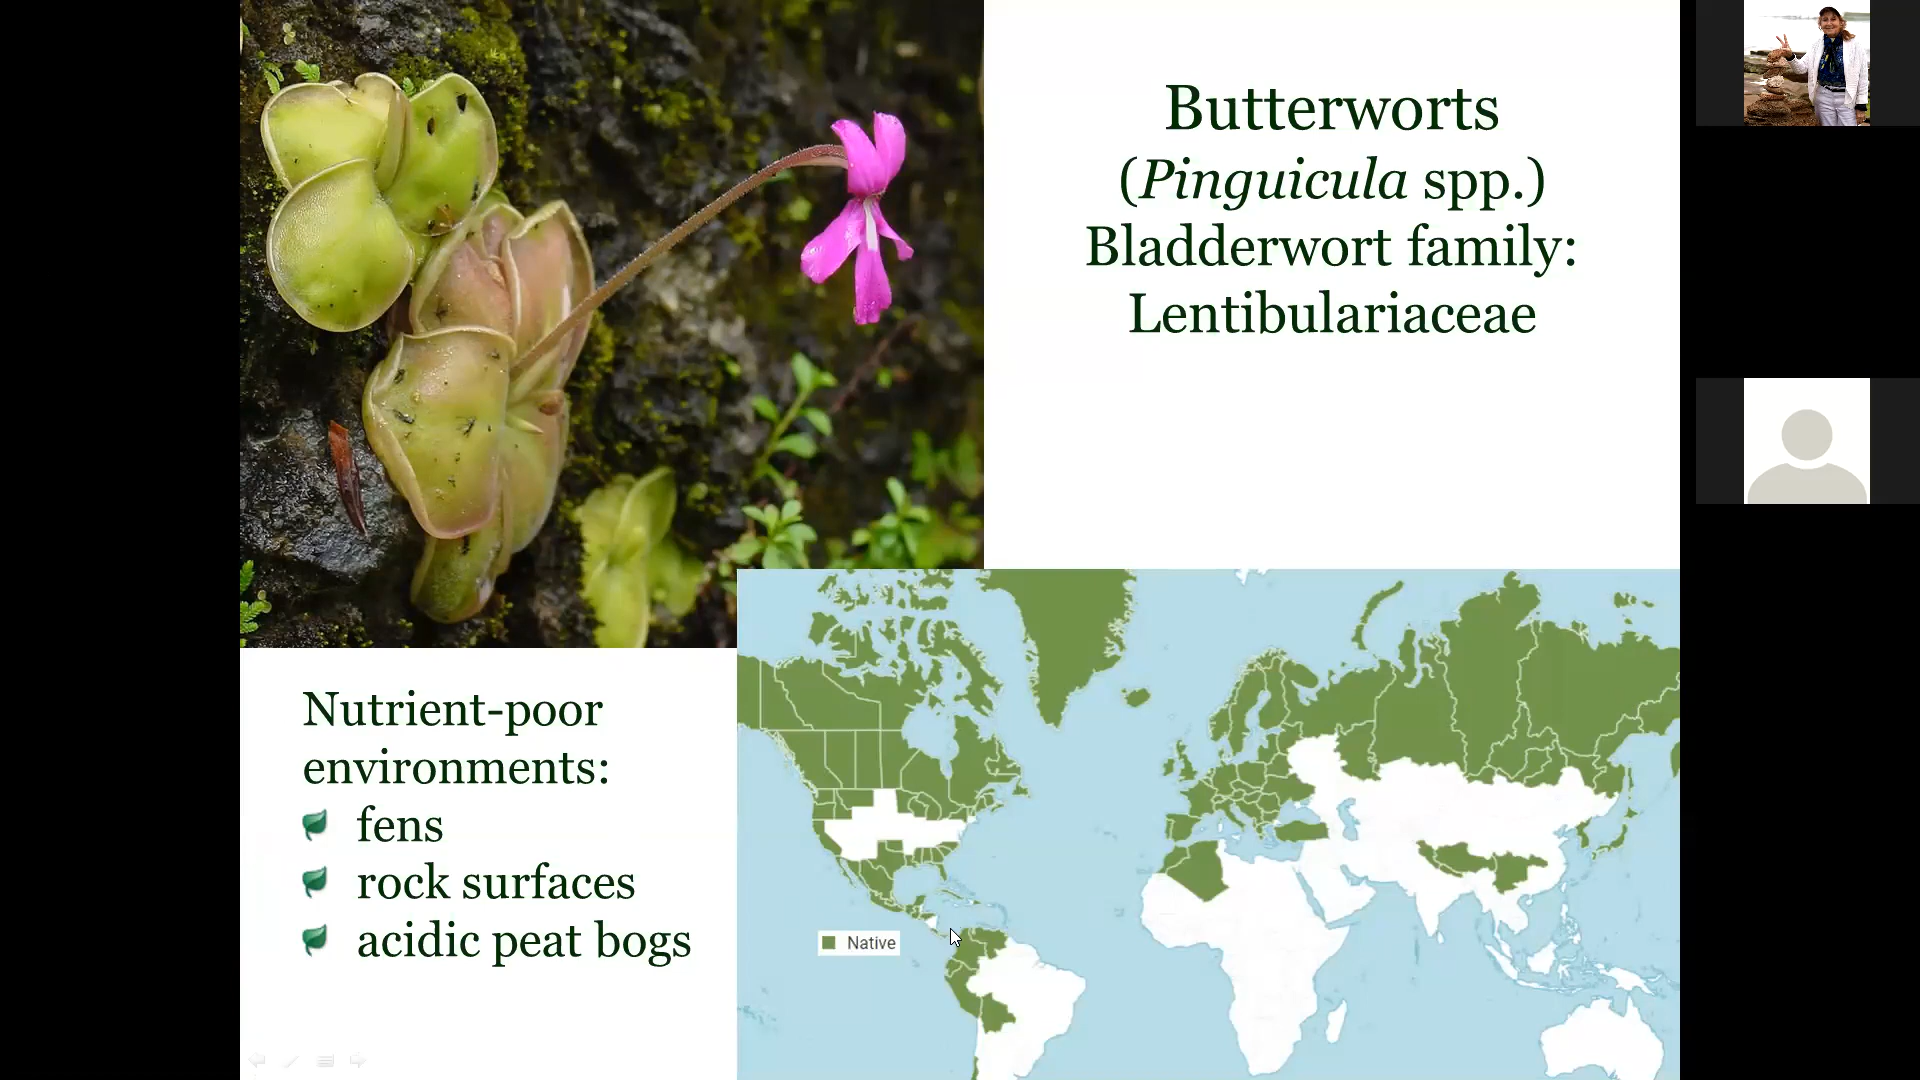 Butterworts
(Pinguicula spp.)
Bladderwort family:
Lentibulariaceae
Nutrient-poor
environments:
fens
rock surfaces
acidic peat bogs
Native